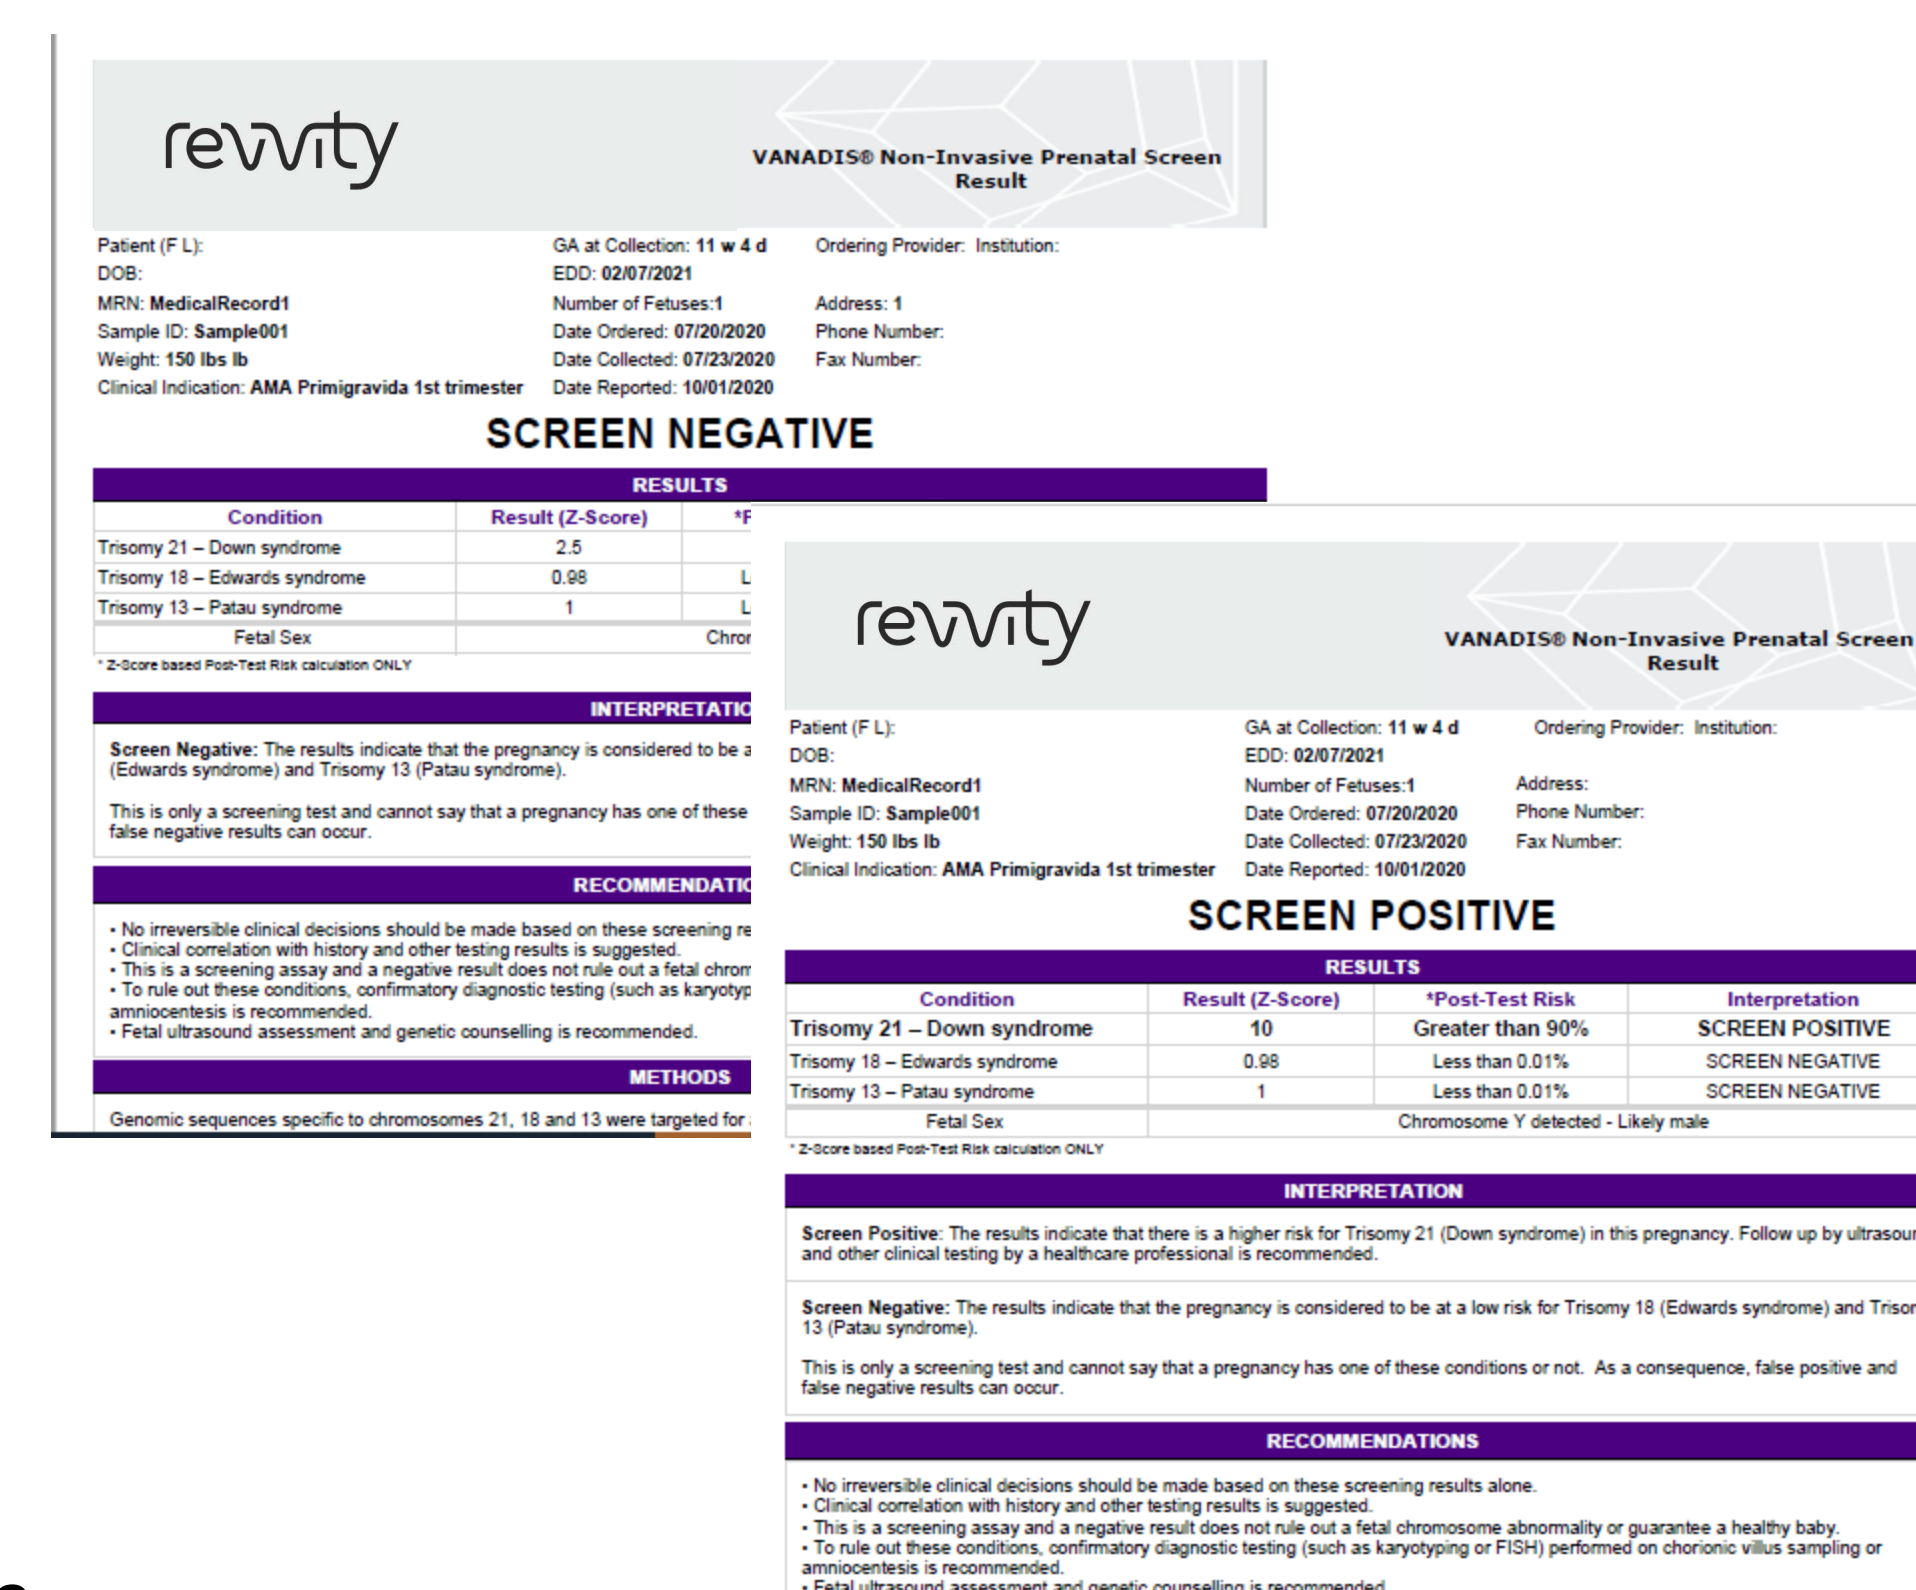 revvity
VANADIS® Non-Invasive Prenatal Screen
Result
Patient (F L):
GA at Collection: 11 w 4 d
Ordering Provider: Institution:
DOB:
EDD: 02/07/2021
MRN: MedicalRecord1
Number of Fetuses:1
Address: 1
Sample ID: Sample001
Date Ordered: 07/20/2020
Phone Number:
Weight: 150 lbs lb
Date Collected: 07/23/2020
Fax Number:
Clinical Indication: AMA Primigravida 1st trimester
Date Reported: 10/01/2020
SCREEN NEGATIVE
RESULTS
Condition Result (Z-Score)
Trisomy 21 – Down syndrome 2.5
Trisomy 18 – Edwards syndrome 0.98 L
Trisomy 13 – Patau syndrome 1 L
Fetal Sex Chror
* Z-Score based Post-Test Risk calculation ONLY
INTERPRETATIO
Screen Negative: The results indicate that the pregnancy is considered to be a
(Edwards syndrome) and Trisomy 13 (Patau syndrome).
This is only a screening test and cannot say that a pregnancy has one of these
false negative results can occur.
RECOMMENDATIO
• No irreversible clinical decisions should be made based on these screening re
• Clinical correlation with history and other testing results is suggested.
• This is a screening assay and a negative result does not rule out a fetal chrom
• To rule out these conditions, confirmatory diagnostic testing (such as karyotyp
amniocentesis is recommended.
• Fetal ultrasound assessment and genetic counselling is recommended.
METHODS
Genomic sequences specific to chromosomes 21, 18 and 13 were targeted for
revvity
VANADIS® Non-Invasive Prenatal Screen
Result
Patient (F L):
GA at Collection: 11 w 4 d
Ordering Provider: Institution:
DOB:
EDD: 02/07/2021
MRN: MedicalRecord1
Number of Fetuses:1
Address:
Sample ID: Sample001
Date Ordered: 07/20/2020
Phone Number:
Weight: 150 lbs lb
Date Collected: 07/23/2020
Fax Number:
Clinical Indication: AMA Primigravida 1st trimester
Date Reported: 10/01/2020
SCREEN POSITIVE
RESULTS
Condition Result (Z-Score) *Post-Test Risk Interpretation
Trisomy 21 – Down syndrome 10 Greater than 90% SCREEN POSITIVE
Trisomy 18 – Edwards syndrome 0.98 Less than 0.01% SCREEN NEGATIVE
Trisomy 13 – Patau syndrome 1 Less than 0.01% SCREEN NEGATIVE
Fetal Sex Chromosome Y detected - Likely male
* Z-Score based Post-Test Risk calculation ONLY
INTERPRETATION
Screen Positive: The results indicate that there is a higher risk for Trisomy 21 (Down syndrome) in this pregnancy. Follow up by ultrasour
and other clinical testing by a healthcare professional is recommended.
Screen Negative: The results indicate that the pregnancy is considered to be at a low risk for Trisomy 18 (Edwards syndrome) and Trisor
13 (Patau syndrome).
This is only a screening test and cannot say that a pregnancy has one of these conditions or not. As a consequence, false positive and
false negative results can occur.
RECOMMENDATIONS
• No irreversible clinical decisions should be made based on these screening results alone.
• Clinical correlation with history and other testing results is suggested.
• This is a screening assay and a negative result does not rule out a fetal chromosome abnormality or guarantee a healthy baby.
• To rule out these conditions, confirmatory diagnostic testing (such as karyotyping or FISH) performed on chorionic villus sampling or
amniocentesis is recommended.
• Fetal ultrasound assessment and genetic counselling is recommended.